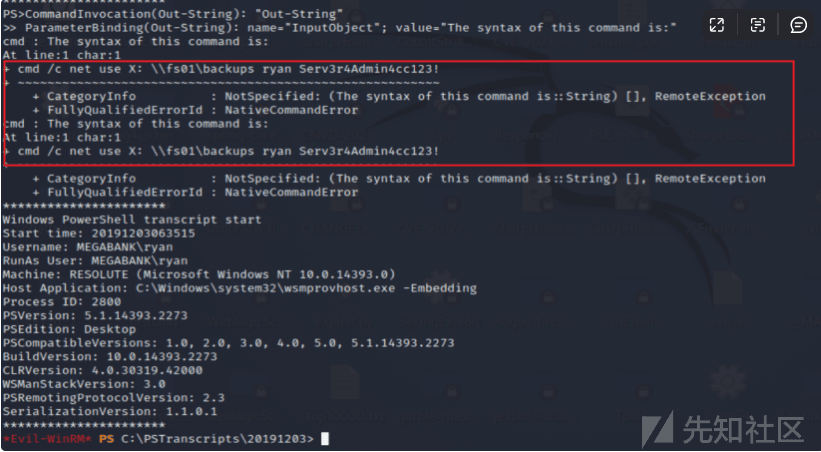 **********************
PS>CommandInvocation(Out-String): "Out-String"
>> ParameterBinding(Out-String): name="InputObject"; value="The syntax of this command is:"
cmd : The syntax of this command is:
At line:1 char:1
+ cmd /c net use X: \\fs01\backups ryan Serv3r4Admin4cc123!
+ ~~~~~~~~~~~~~~~~~~~~~~~~~~~~~~~~~~~~~~~~~~~~~~~~~~~~~~~~~
    + CategoryInfo          : NotSpecified: (The syntax of this command is::String) [], RemoteException
    + FullyQualifiedErrorId : NativeCommandError
cmd : The syntax of this command is:
At line:1 char:1
+ cmd /c net use X: \\fs01\backups ryan Serv3r4Admin4cc123!
+ ~~~~~~~~~~~~~~~~~~~~~~~~~~~~~~~~~~~~~~~~~~~~~~~~~~~~~~~~~
    + CategoryInfo          : NotSpecified: (The syntax of this command is::String) [], RemoteException
    + FullyQualifiedErrorId : NativeCommandError
**********************
Windows PowerShell transcript start
Start time: 20191203063515
Username: MEGABANK\ryan
RunAs User: MEGABANK\ryan
Machine: RESOLUTE (Microsoft Windows NT 10.0.14393.0)
Host Application: C:\Windows\system32\wsmprovhost.exe -Embedding
Process ID: 2800
PSVersion: 5.1.14393.2273
PSEdition: Desktop
PSCompatibleVersions: 1.0, 2.0, 3.0, 4.0, 5.0, 5.1.14393.2273
BuildVersion: 10.0.14393.2273
CLRVersion: 4.0.30319.42000
WSManStackVersion: 3.0
PSRemotingProtocolVersion: 2.3
SerializationVersion: 1.1.0.1
**********************
*Evil-WinRM* PS C:\PSTranscripts\20191203>
先知社区